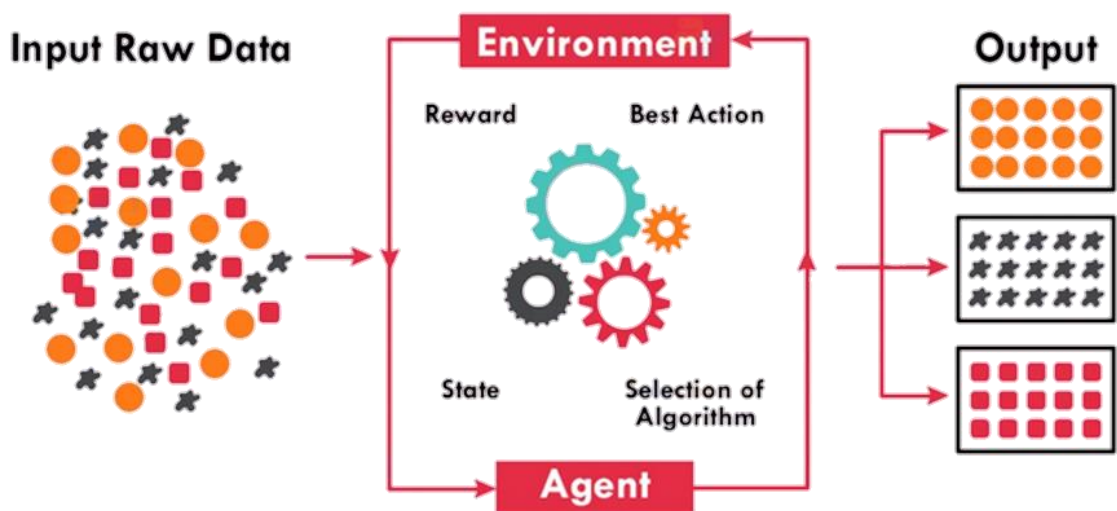 Input Raw Data
Environment
Output
Reward
Best Action
State
Selection of
Algorithm
Agent